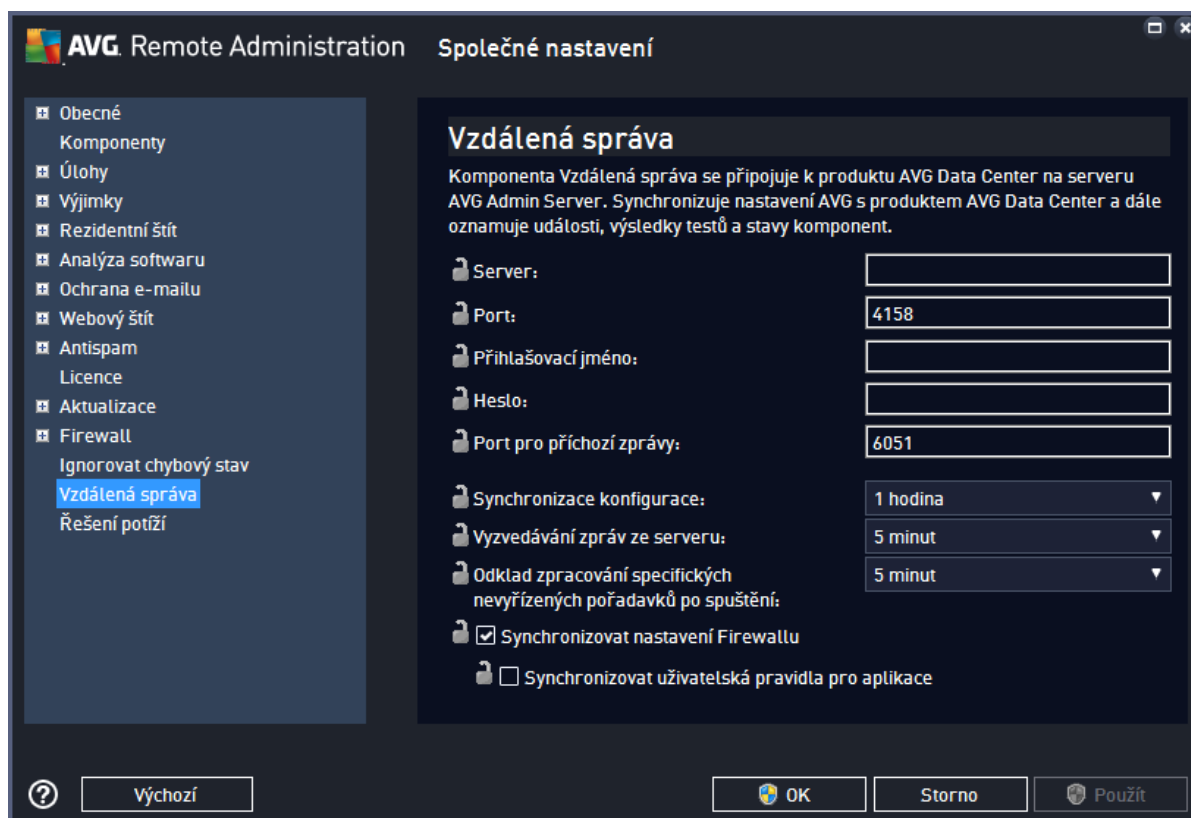 AVG. Remote Administration
Společné nastavení
Obecné
Komponenty
Úlohy
Výjimky
Rezidentní štít
Analýza softwaru
Ochrana e-mailu
Webový štít
Antispam
Licence
Aktualizace
Firewall
Ignorovat chybový stav
Vzdálená správa
Řešení potíží
Vzdálená správa
Komponenta Vzdálená správa se připojuje k produktu AVG Data Center na serveru
AVG Admin Server. Synchronizuje nastavení AVG s produktem AVG Data Center a dále
oznamuje události, výsledky testů a stavy komponent.
Server:
Port: 4158
Přihlašovací jméno:
Heslo:
Port pro příchozí zprávy: 6051
Synchronizace konfigurace: 1 hodina
Vyzvedávání zpráv ze serveru: 5 minut
Odklad zpracování specifických 5 minut
nevyřízených pořadavků po spuštění:
Synchronizovat nastavení Firewallu
Synchronizovat uživatelská pravidla pro aplikace
? Výchozí OK Storno Použít